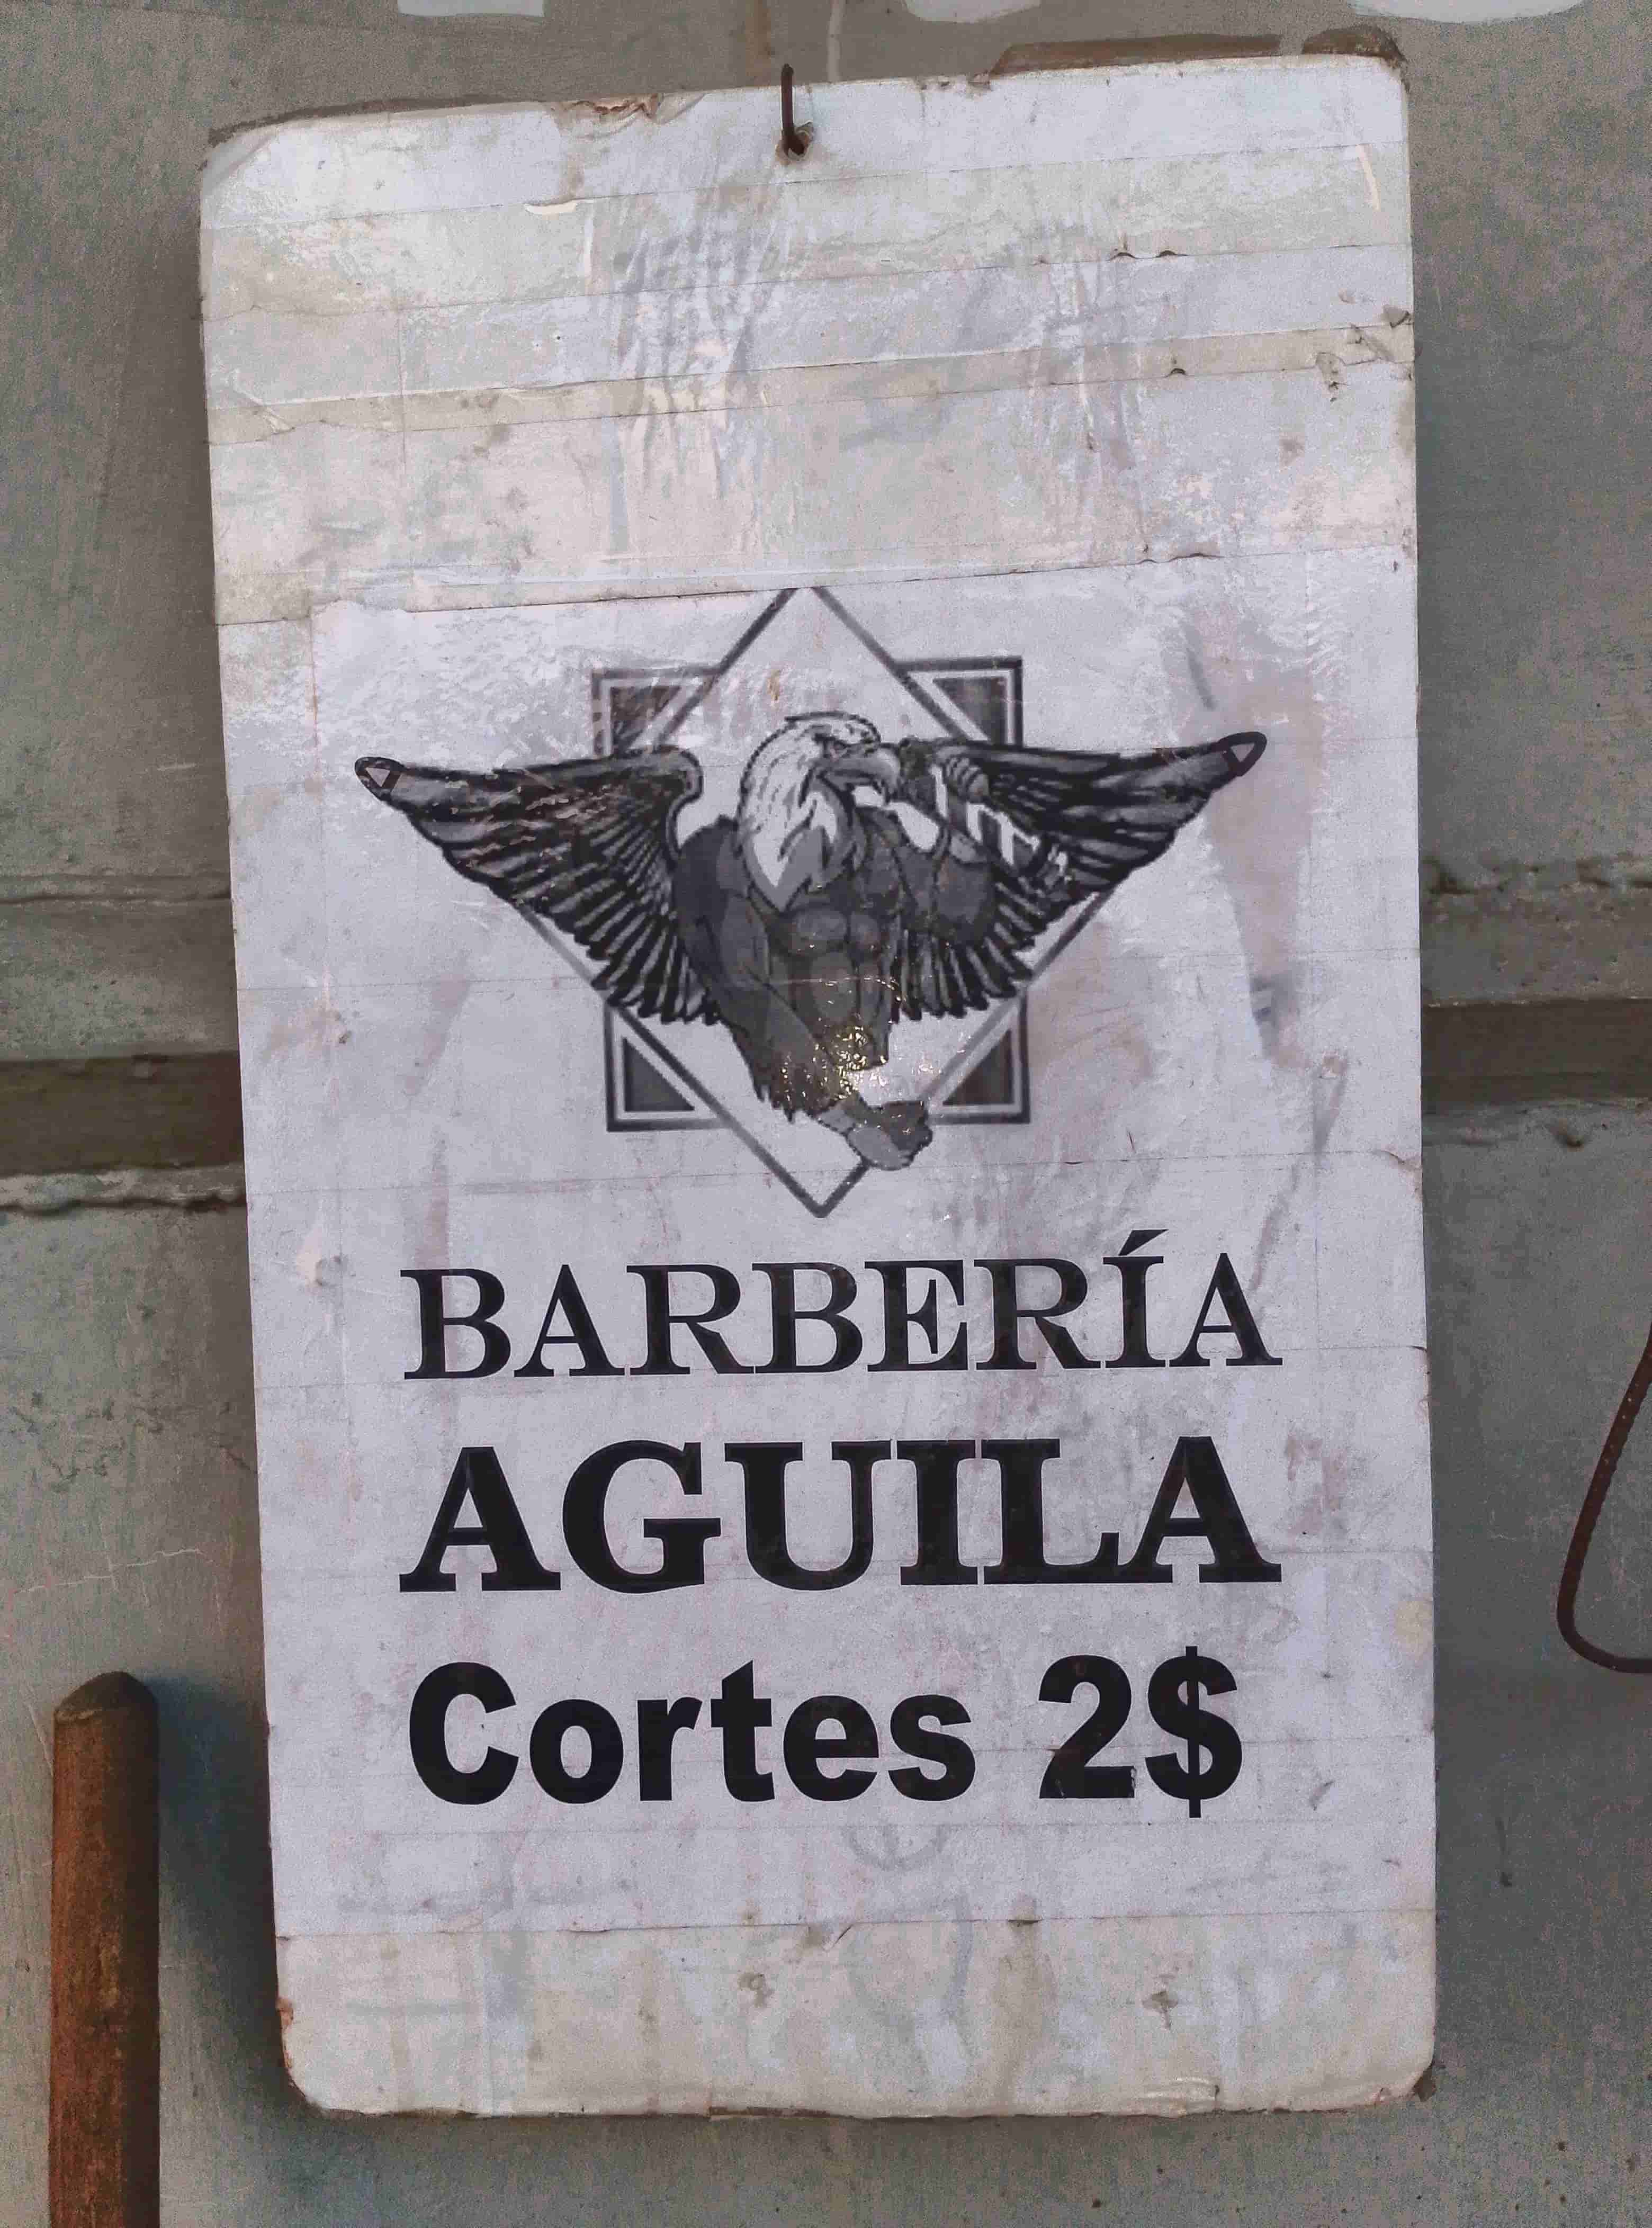 BARBERÍA
AGUILA
Cortes 2$